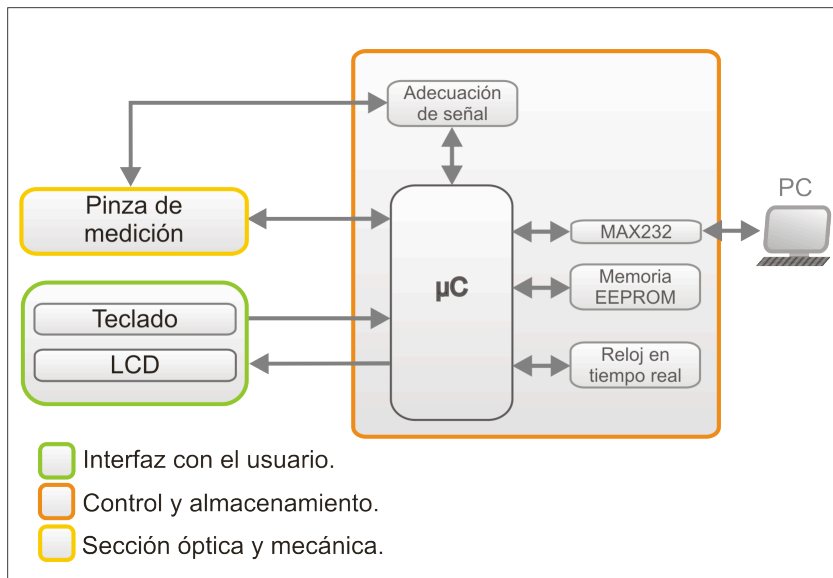 Adecuación
de señal
Pinza de
medición
PC
MAX232
µC
Memoria
EEPROM
Teclado
LCD
Reloj en
tiempo real
Interfaz con el usuario.
Control y almacenamiento.
Sección óptica y mecánica.